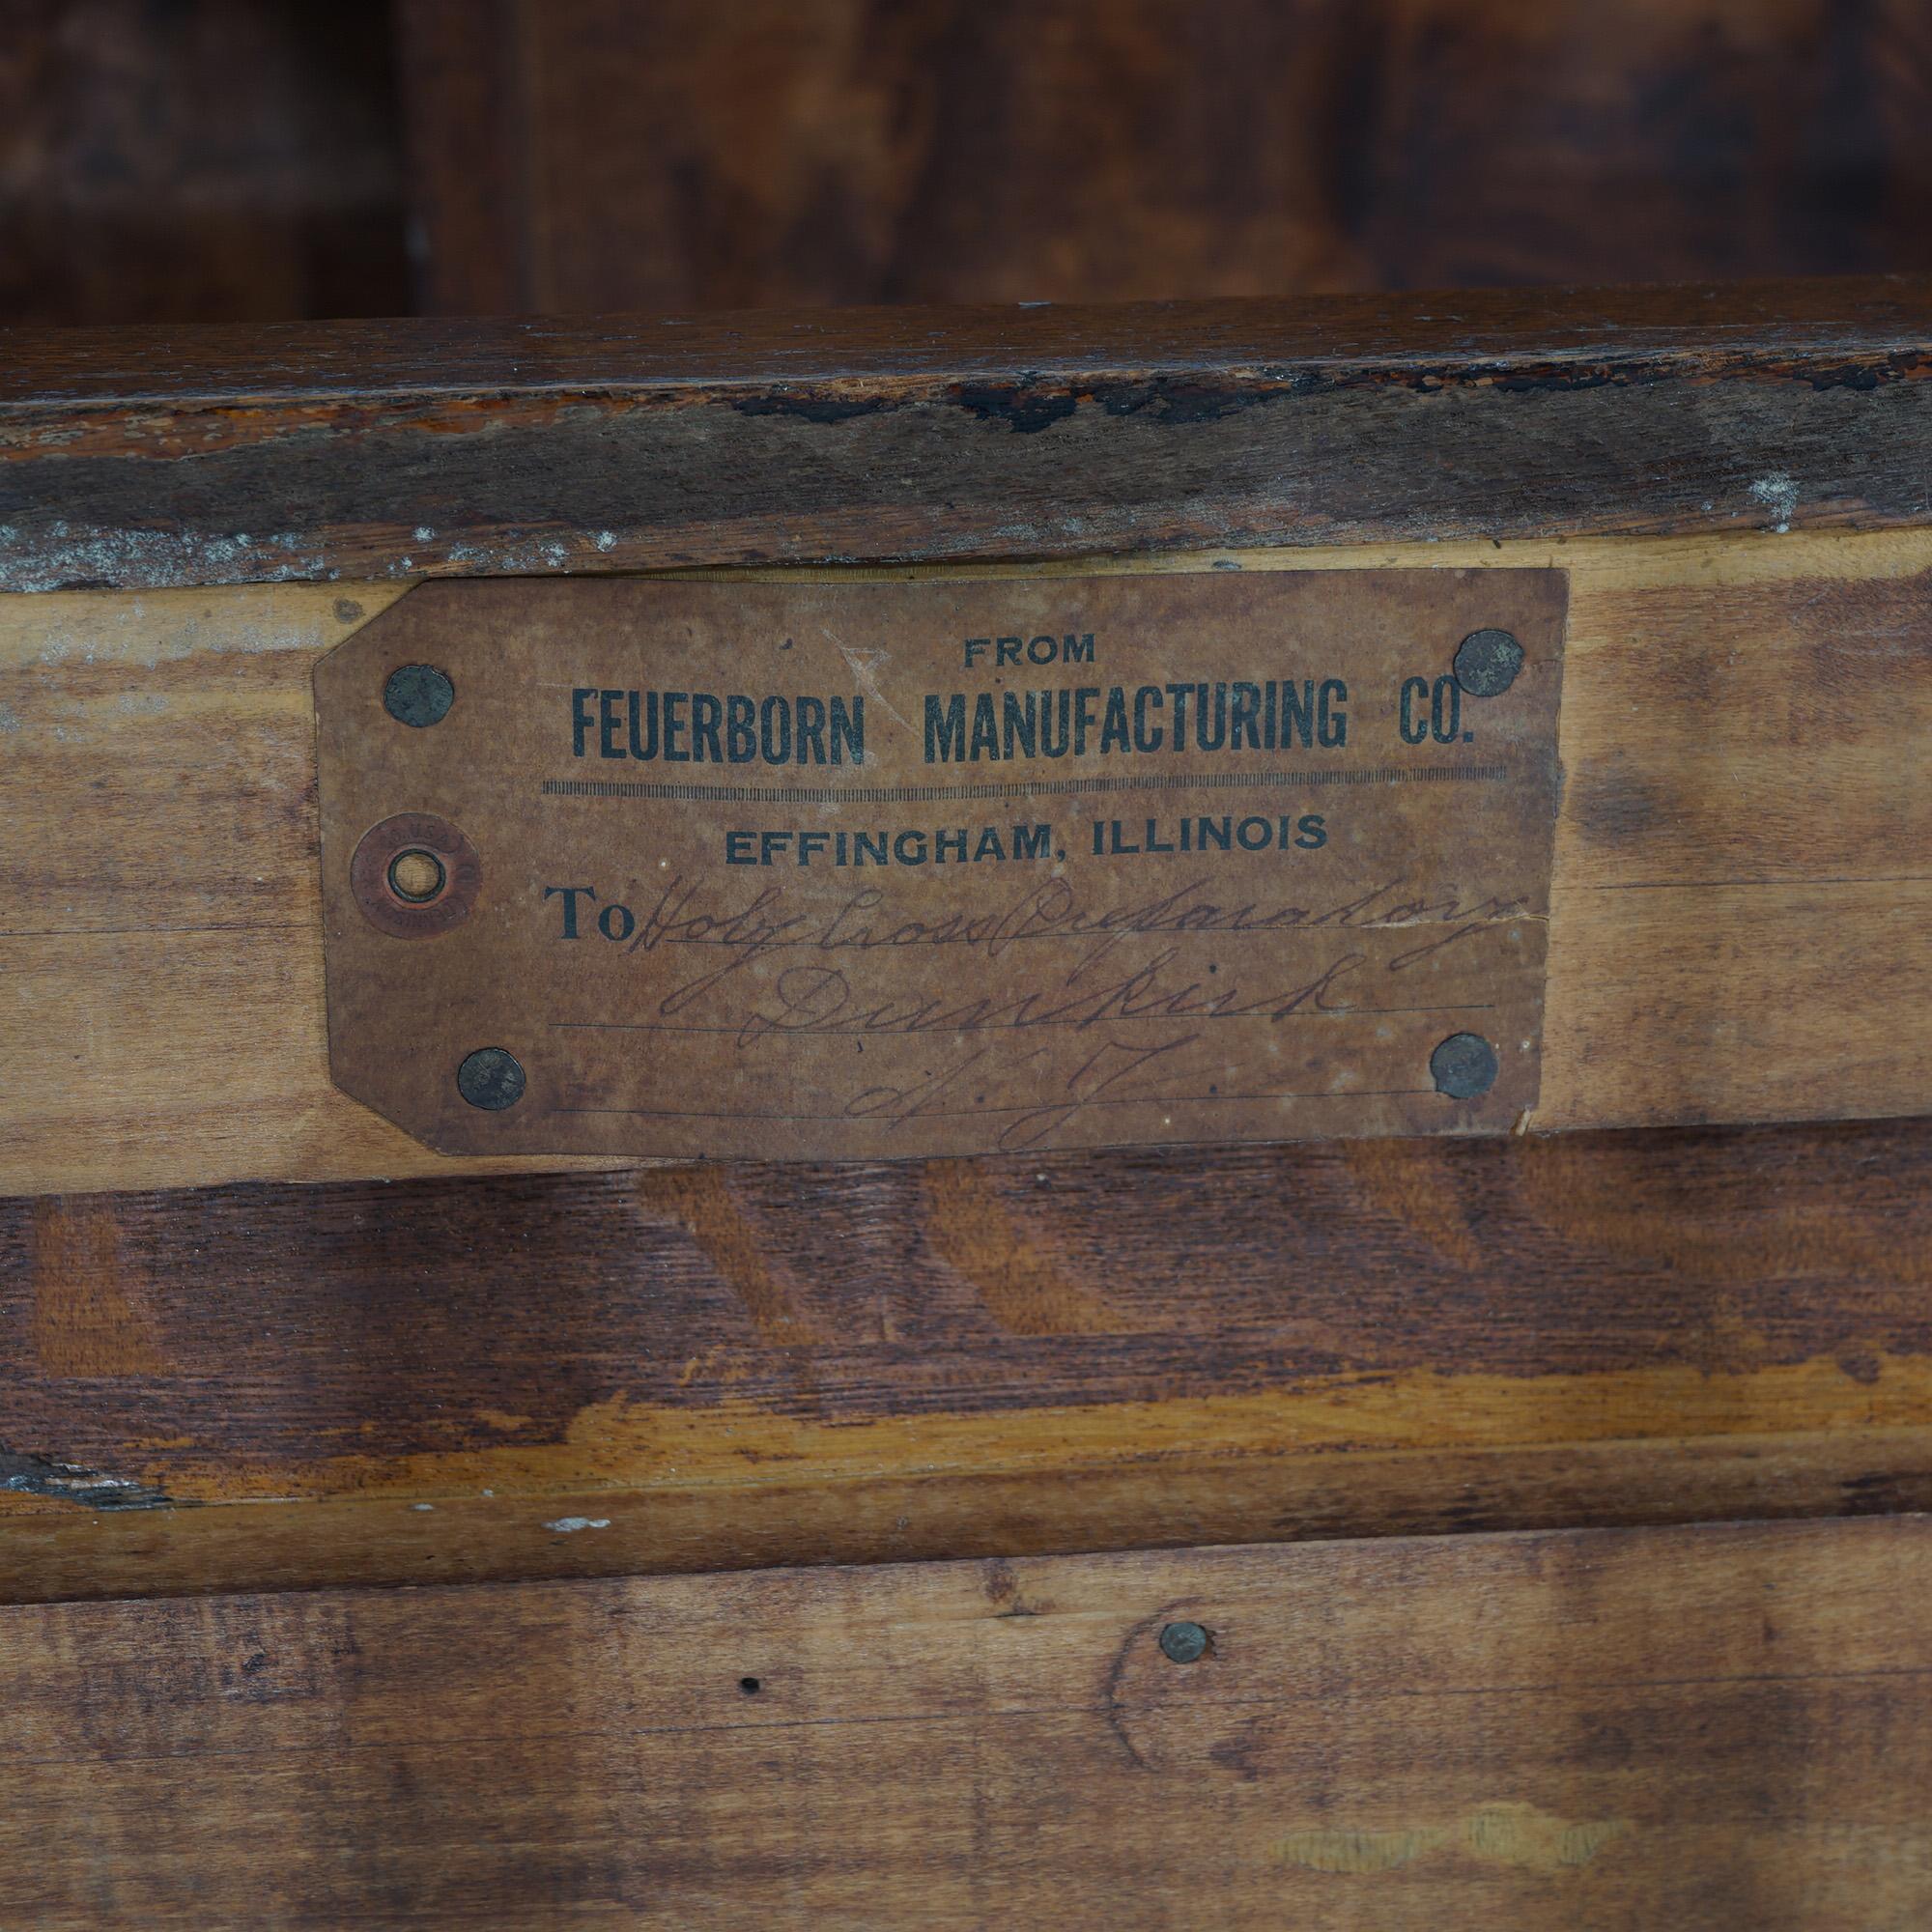 FROM
FEUERBORN MANUFACTURING CO.
EFFINGHAM, ILLINOIS
To Holy Cross Preparatory
Dunkirk
N. Y